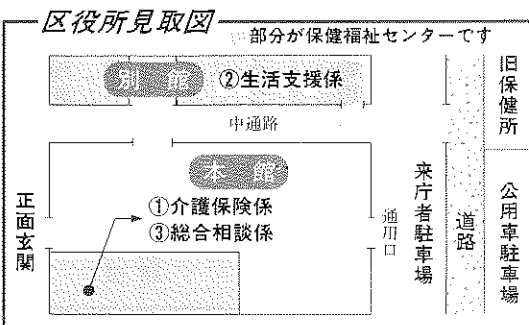 区役所見取図
部分が保健福祉センターです
別館
②生活支援係
中通路
本館
①介護保険係
③総合相談係
正面玄関
通用口
来庁者駐車場
道路
旧保健所
公用車駐車場